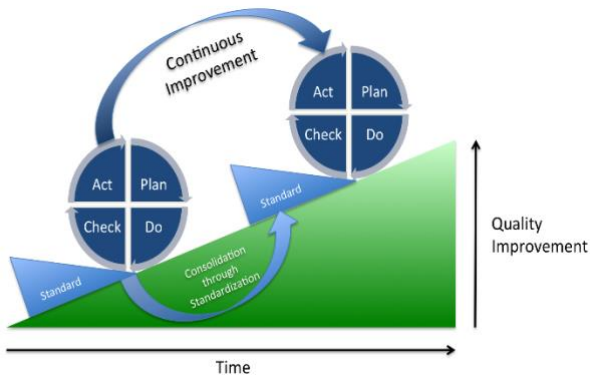 Continuous
Improvement
Act
Plan
Check
Do
Act
Plan
Check
Do
Standard
Standard
Consolidation
through
Standardization
Quality
Improvement
Time